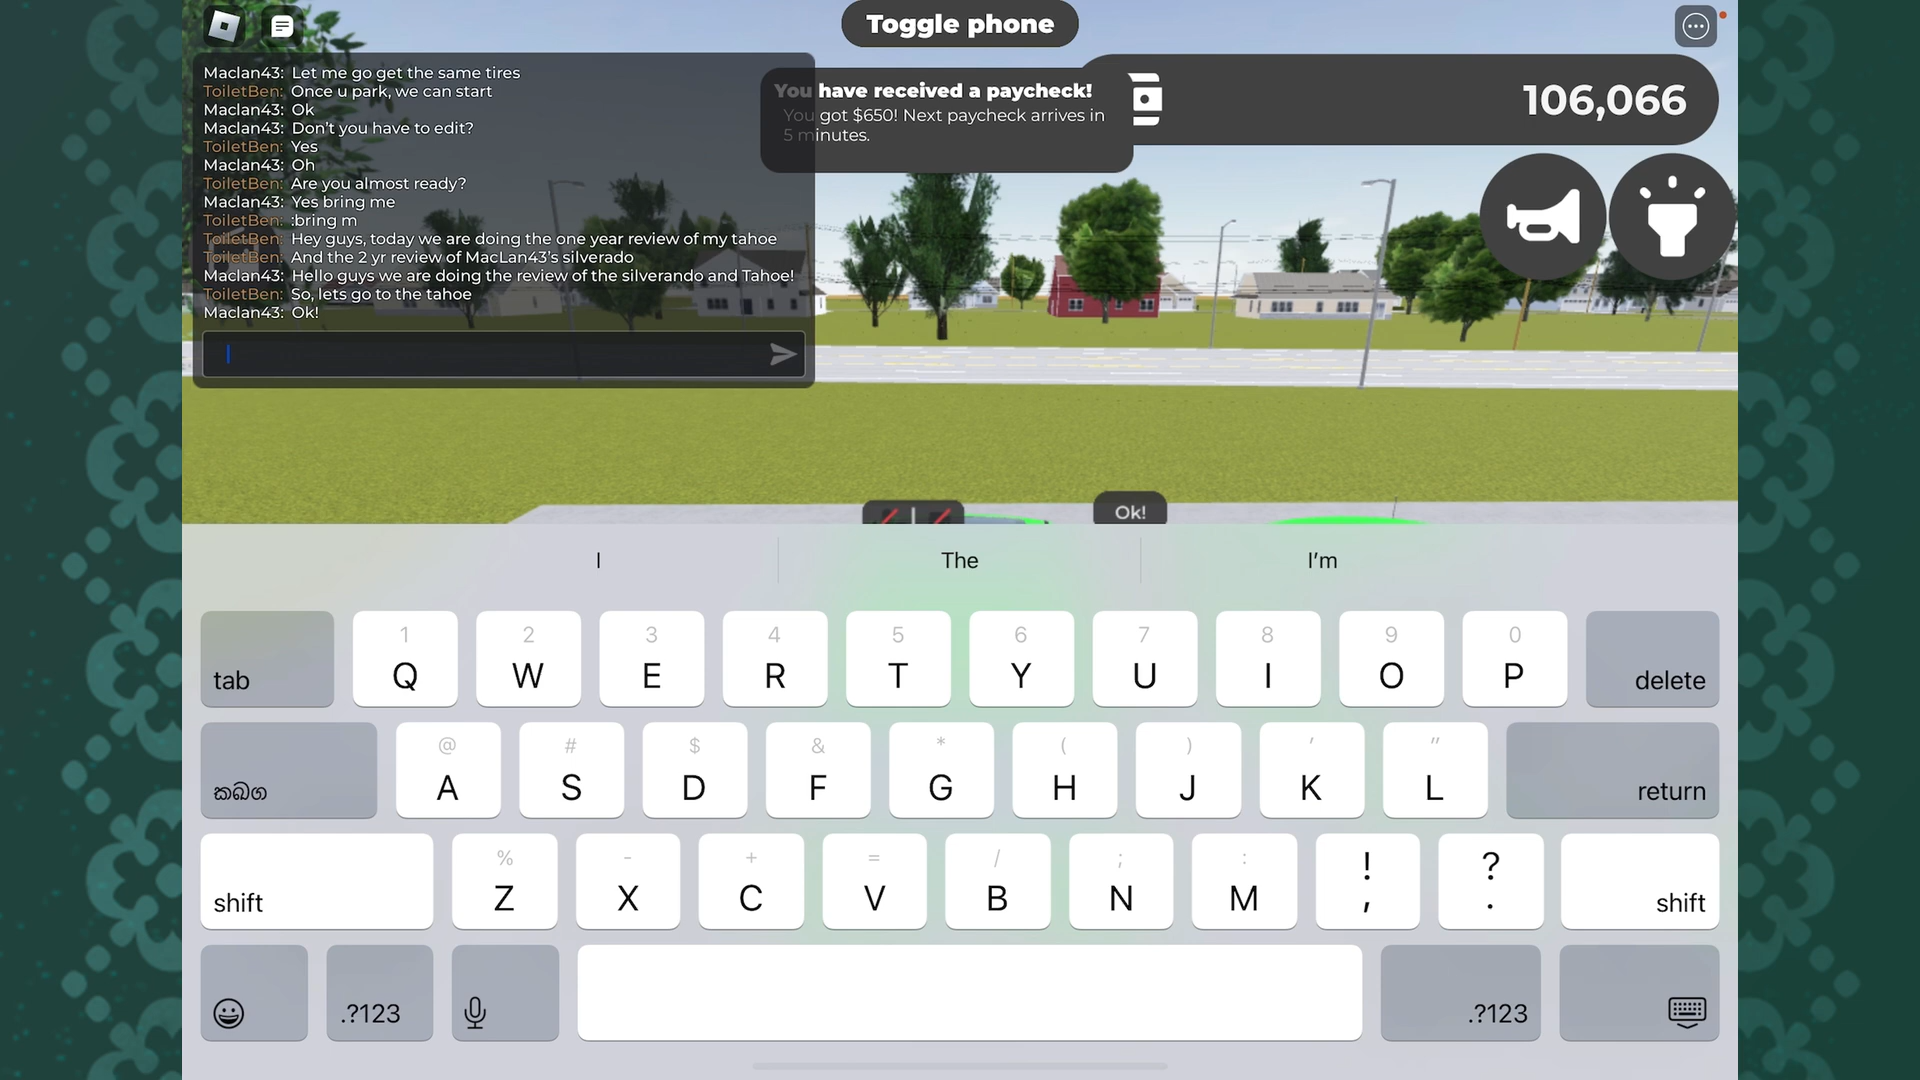 Toggle phone
Maclan43: Let me go get the same tires
ToiletBen: Once u park, we can start
Maclan43: Ok
Maclan43: Don't you have to edit?
ToiletBen: Yes
Maclan43: Oh
ToiletBen: Are you almost ready?
Maclan43: Yes bring me
ToiletBen: :bring m
ToiletBen: Hey guys, today we are doing the one year review of my tahoe
ToiletBen: And the 2 yr review of MacLan43's silverado
Maclan43: Hello guys we are doing the review of the silverando and Tahoe!
ToiletBen: So, lets go to the tahoe
Maclan43: Ok!
You have received a paycheck!
You got $650! Next paycheck arrives in
5 minutes.
106,066
Ok!
I The I'm
1 2 3 4 5 6 7 8 9 0
tab Q W E R T Y U I O P delete
@ # $ & * ( ) ' "
කඛග A S D F G H J K L return
% - + = / ; : ! ?
shift Z X C V B N M , . shift
.?123 .?123